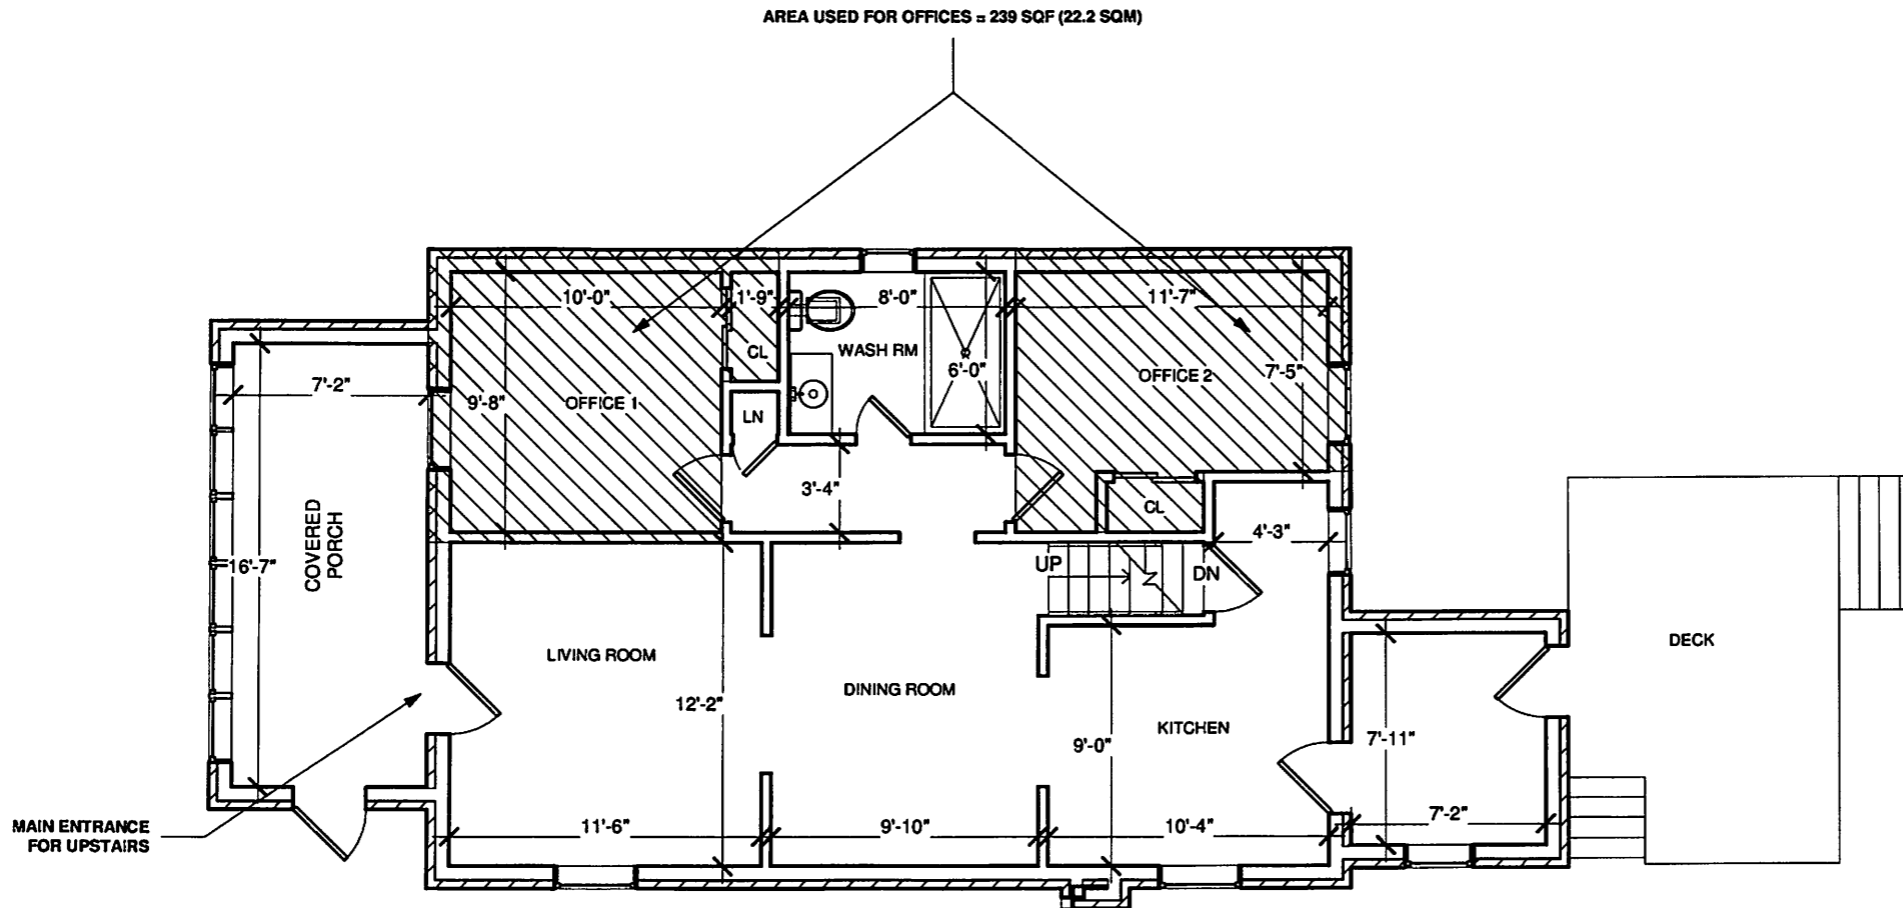 AREA USED FOR OFFICES = 239 SQF (22.2 SQM)
10'-0"
1'-9"
8'-0"
11'-7"
CL
WASH RM
6'-0"
7'-5"
OFFICE 2
7'-2"
9'-8"
OFFICE 1
LN
3'-4"
CL
4'-3"
COVERED
PORCH
16'-7"
UP
DN
LIVING ROOM
DECK
DINING ROOM
12'-2"
KITCHEN
9'-0"
7'-11"
MAIN ENTRANCE
FOR UPSTAIRS
11'-6"
9'-10"
10'-4"
7'-2"